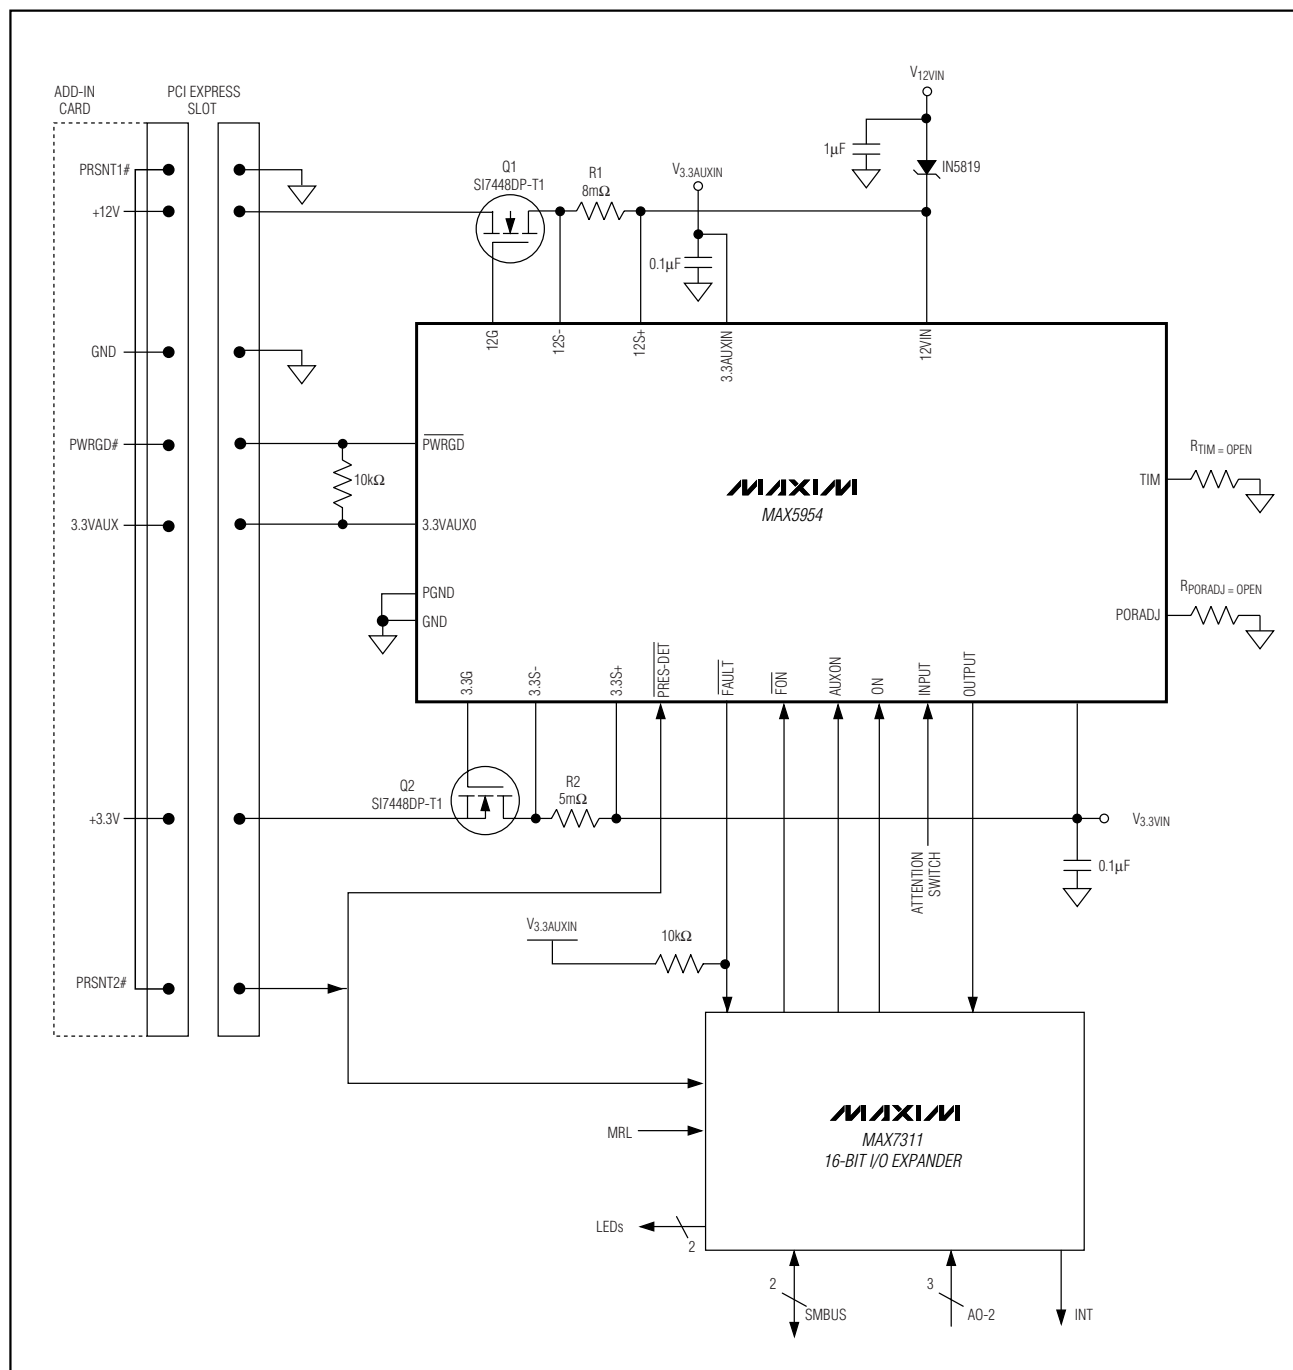 ADD-IN
CARD
PCI EXPRESS
SLOT
PRSNT1#
+12V
GND
PWRGD#
3.3VAUX
+3.3V
PRSNT2#
Q1
SI7448DP-T1
R1
8mΩ
V3.3AUXIN
0.1µF
V12VIN
1µF
IN5819
12G
12S-
12S+
3.3AUXIN
12VIN
PWRGD
10kΩ
3.3VAUX0
PGND
GND
MAXIM
MAX5954
TIM
RTIM = OPEN
PORADJ
RPORADJ = OPEN
3.3G
3.3S-
3.3S+
PRES-DET
FAULT
FON
AUXON
ON
INPUT
OUTPUT
Q2
SI7448DP-T1
R2
5mΩ
V3.3VIN
0.1µF
ATTENTION
SWITCH
V3.3AUXIN
10kΩ
MAXIM
MAX7311
16-BIT I/O EXPANDER
MRL
LEDs
2
2
SMBUS
3
AO-2
INT